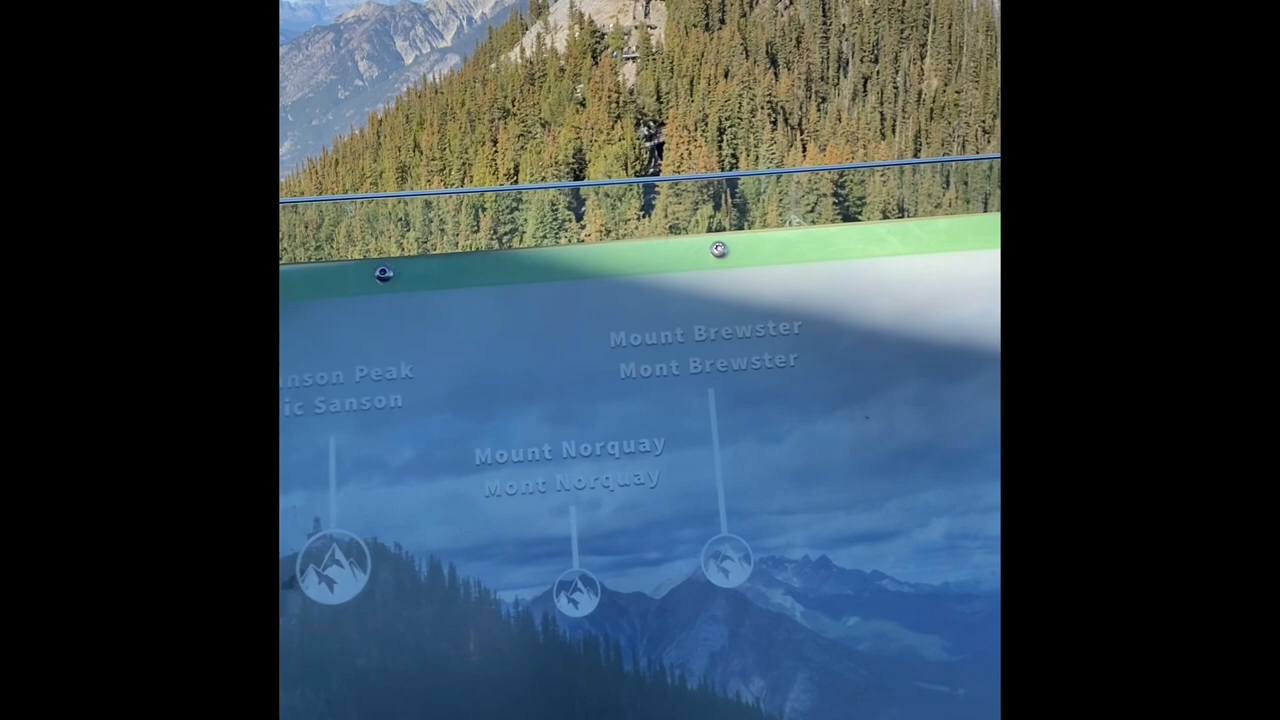 Mount Brewster
Mont Brewster
nson Peak
ic Sanson
Mount Norquay
Mont Norquay